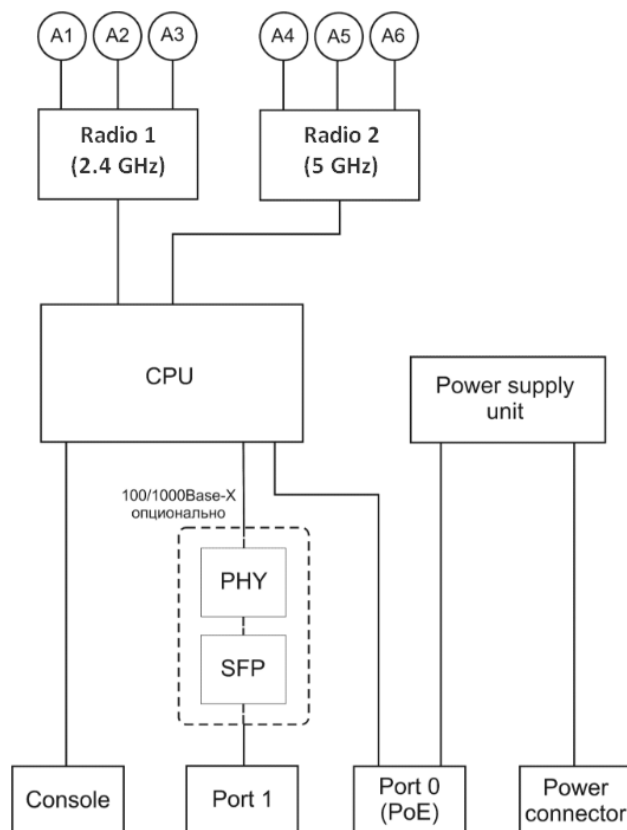 A1
A2
A3
A4
A5
A6
Radio 1
(2.4 GHz)
Radio 2
(5 GHz)
CPU
Power supply
unit
100/1000Base-X
опционально
PHY
SFP
Console
Port 1
Port 0
(PoE)
Power
connector